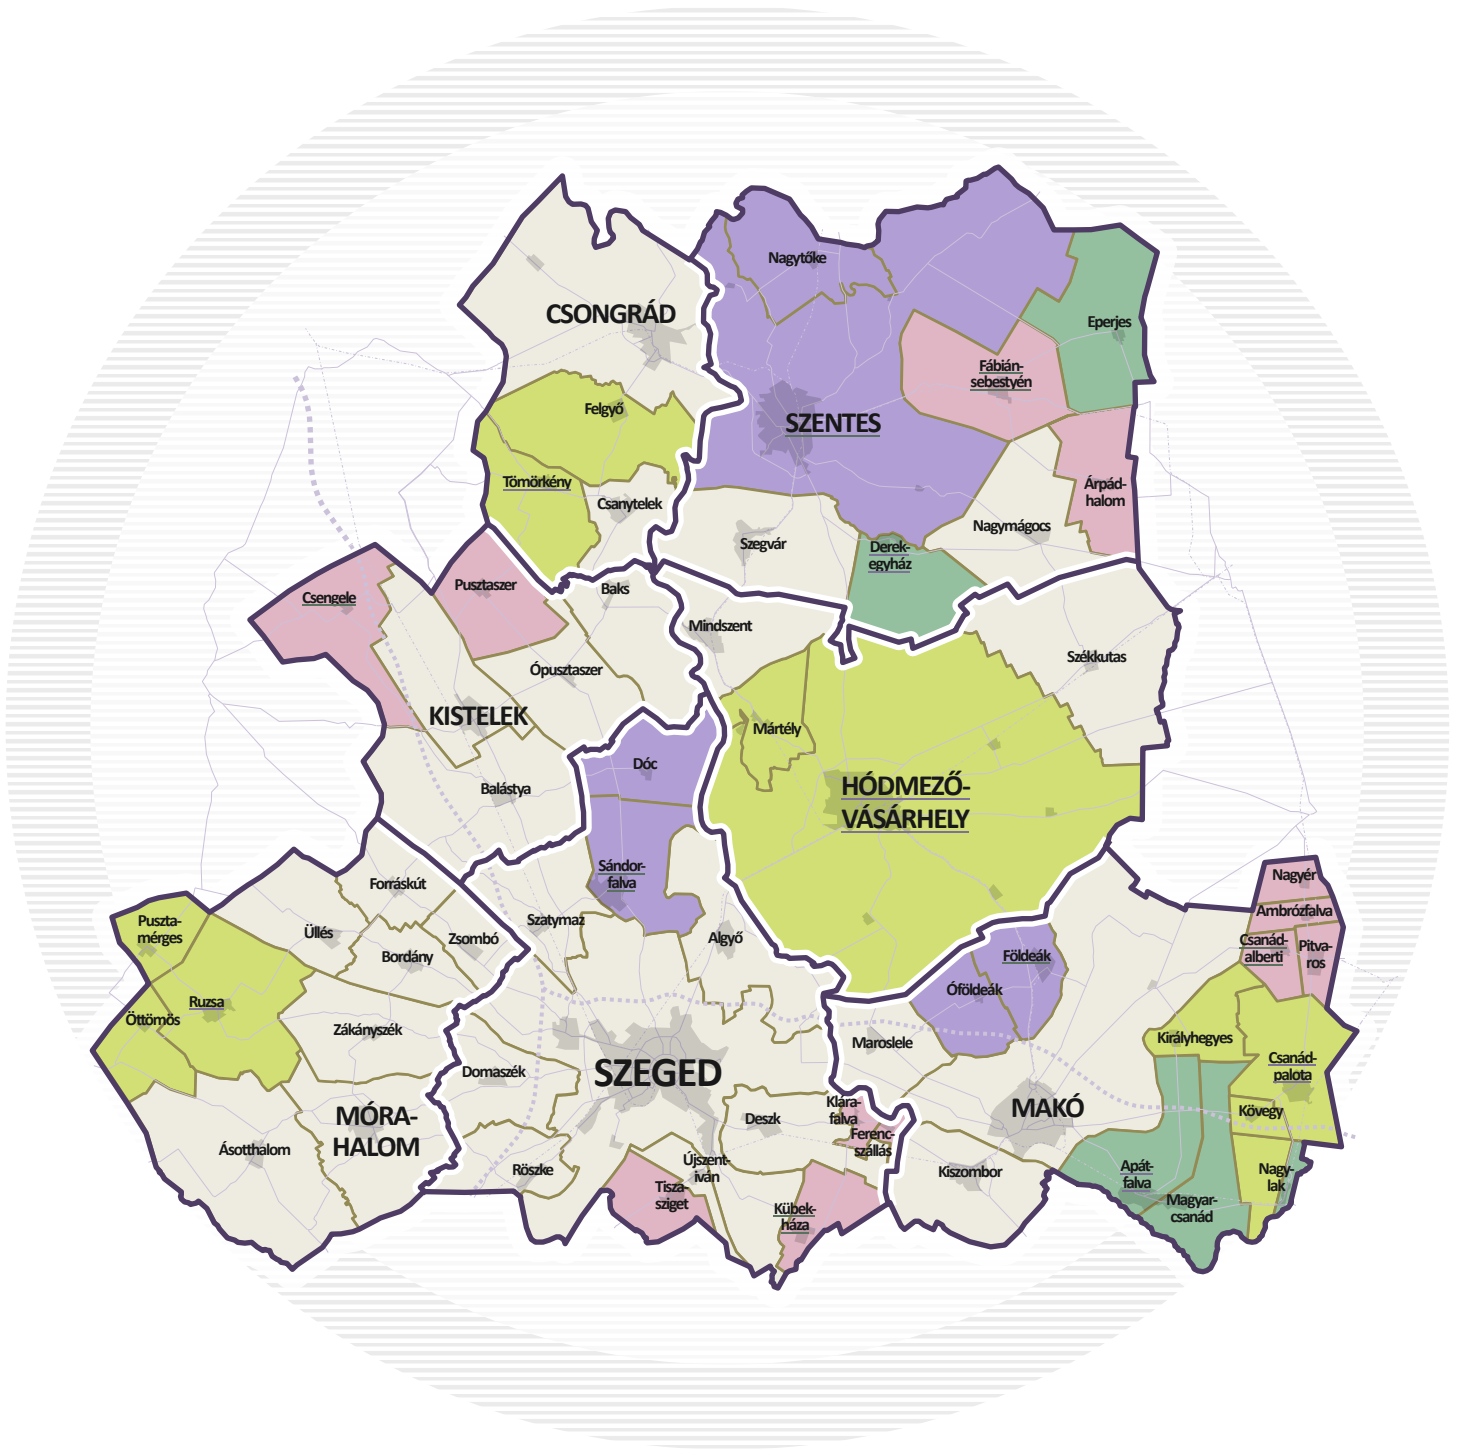 Nagytőke
CSONGRÁD
Eperjes
Fábián-
sebestyén
Felgyő
SZENTES
Tömörkény
Csanytelek
Árpád-
halom
Nagymágocs
Szegvár
Derek-
egyház
Pusztaszer
Baks
Csengele
Mindszent
Székkutas
Ópusztaszer
KISTELEK
Mártély
Dóc
Balástya
HÓDMEZŐ-
VÁSÁRHELY
Sándor-
falva
Forráskút
Nagyér
Ambrózfalva
Puszta-
mérges
Üllés
Szatymaz
Zsombó
Algyő
Csanád-
alberti
Pitva-
ros
Bordány
Földeák
Óföldeák
Ruzsa
Öttömös
Zákányszék
Maroslele
Királyhegyes
Domaszék
SZEGED
Csanád-
palota
MÓRA-
HALOM
Deszk
Klára-
falva
MAKÓ
Kövegy
Ferenc-
szállás
Ásotthalom
Röszke
Újszent-
iván
Kiszombor
Apát-
falva
Nagy-
lak
Tisza-
sziget
Kübek-
háza
Magyar-
csanád